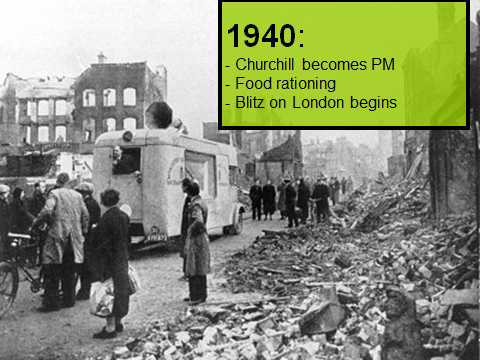 1940:
- Churchill becomes PM
- Food rationing
- Blitz on London begins